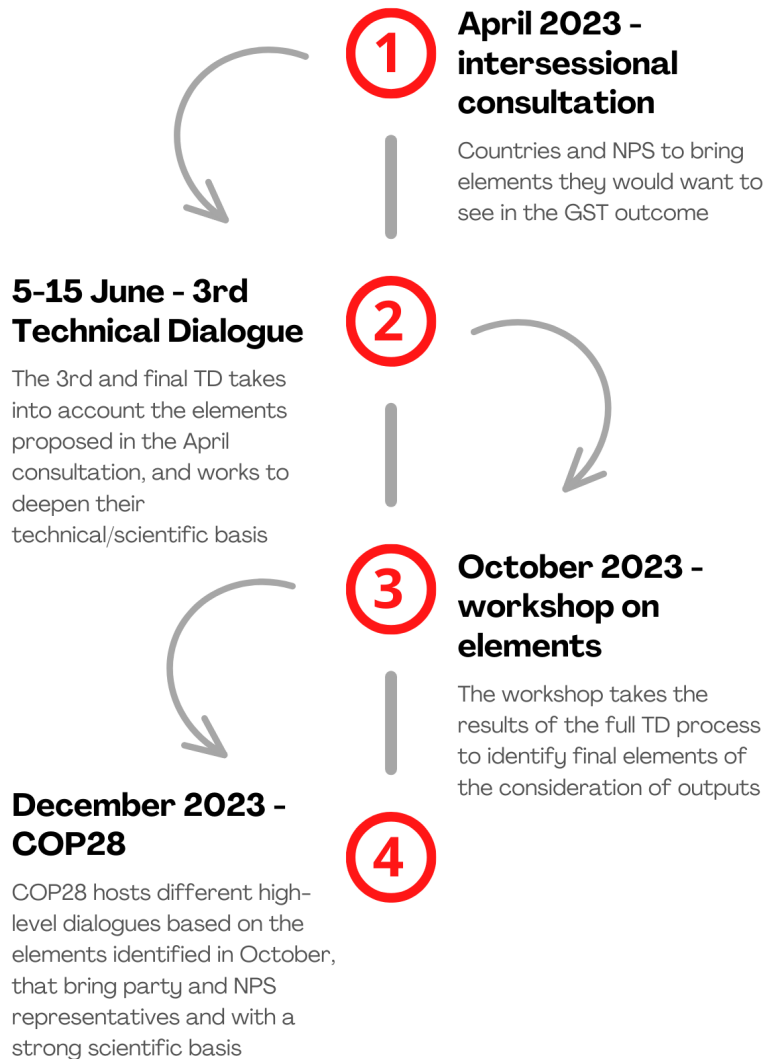 1
April 2023 -
intersessional
consultation
Countries and NPS to bring
elements they would want to
see in the GST outcome
2
5-15 June - 3rd
Technical Dialogue
The 3rd and final TD takes
into account the elements
proposed in the April
consultation, and works to
deepen their
technical/scientific basis
3
October 2023 -
workshop on
elements
The workshop takes the
results of the full TD process
to identify final elements of
the consideration of outputs
4
December 2023 -
COP28
COP28 hosts different high-
level dialogues based on the
elements identified in October,
that bring party and NPS
representatives and with a
strong scientific basis